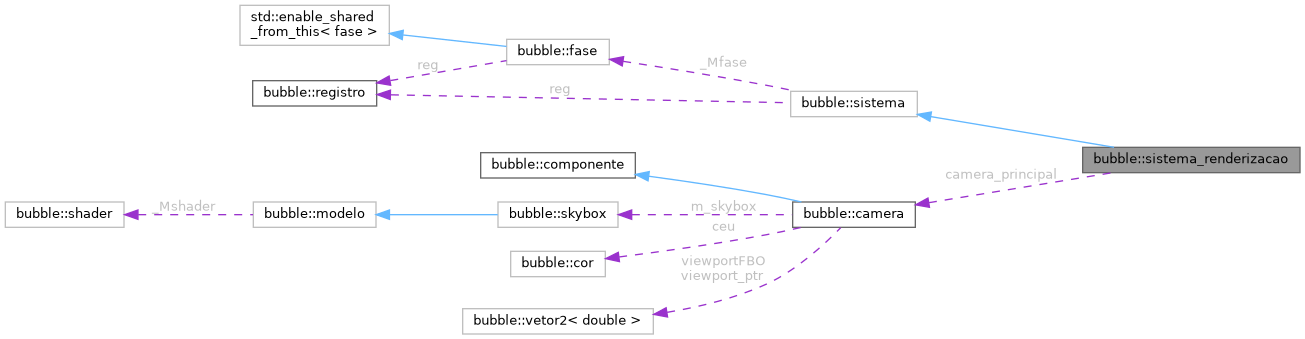 std::enable_shared
_from_this< fase >
bubble::fase
reg
_Mfase
bubble::registro
reg
bubble::sistema
bubble::sistema_renderizacao
bubble::componente
camera_principal
bubble::shader
_Mshader
bubble::modelo
bubble::skybox
m_skybox
bubble::camera
ceu
bubble::cor
viewportFBO
viewport_ptr
bubble::vetor2< double >